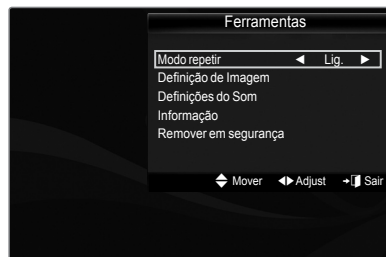 Ferramentas
Modo repetir ◀ Lig. ▶
Definição de Imagem
Definições do Som
Informação
Remover em segurança
Mover Adjust Sair